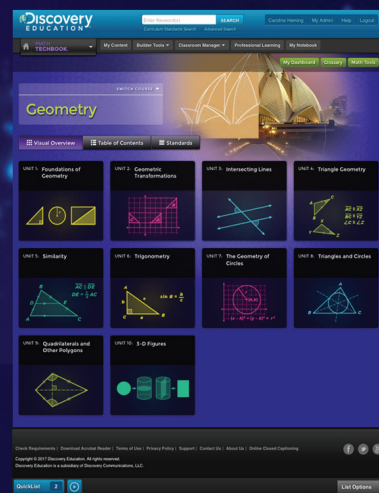 Discovery
EDUCATION
Enter Keyword(s)
SEARCH
Curriculum Standards Search
Advanced Search
Caroline Haming
My Admin
Help
Logout
MATH
TECHBOOK
My Content
Builder Tools
Classroom Manager
Professional Learning
My Notebook
My Dashboard
Glossary
Math Tools
SWITCH COURSE
Geometry
Visual Overview
Table of Contents
Standards
UNIT 1: Foundations of
Geometry
UNIT 2: Geometric
Transformations
UNIT 3: Intersecting Lines
UNIT 4: Triangle Geometry
UNIT 5: Similarity
UNIT 6: Trigonometry
UNIT 7: The Geometry of
Circles
UNIT 8: Triangles and Circles
UNIT 9: Quadrilaterals and
Other Polygons
UNIT 10: 3-D Figures
Check Requirements | Download Acrobat Reader | Terms of Use | Privacy Policy | Support | Contact Us | About Us | Online Closed Captioning
Copyright © 2017 Discovery Education. All rights reserved.
Discovery Education is a subsidiary of Discovery Communications, LLC.
QuickList 2
List Options